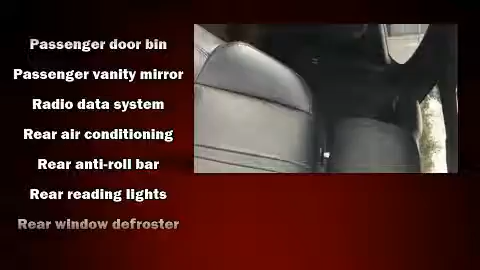 Passenger door bin
Passenger vanity mirror
Radio data system
Rear air conditioning
Rear anti-roll bar
Rear reading lights
Rear window defroster